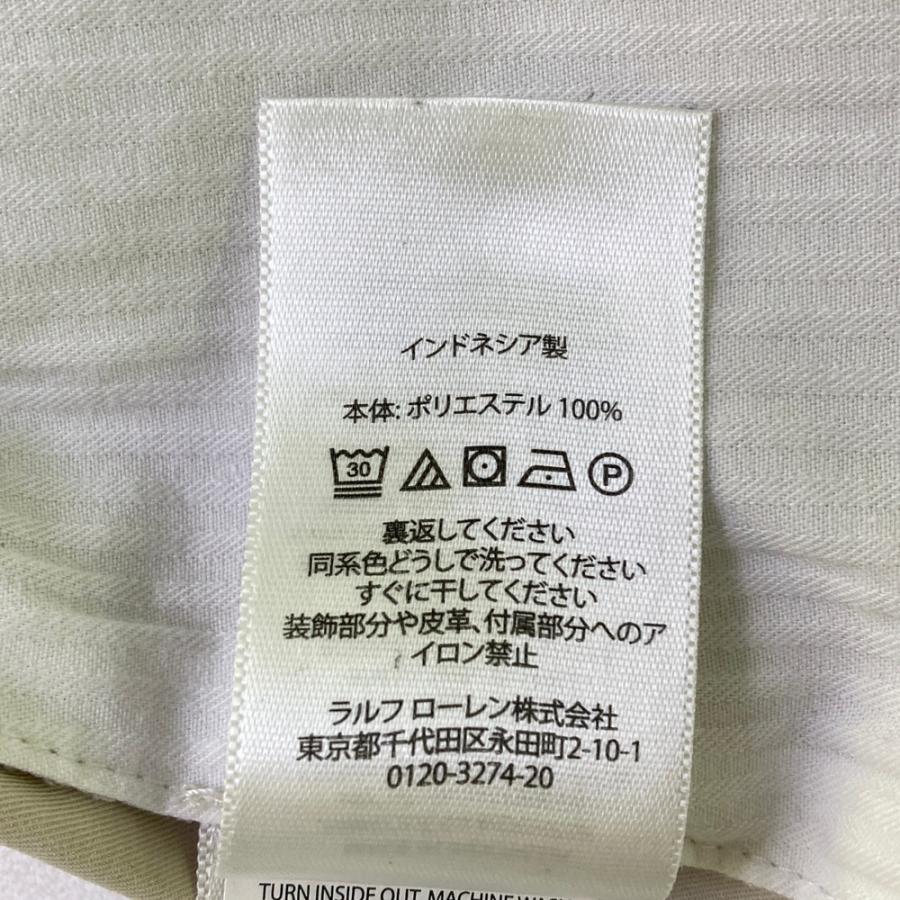 インドネシア製
本体: ポリエステル 100%
30 P
裏返してください
同系色どうしで洗ってください
すぐに干してください
装飾部分や皮革、付属部分へのア
イロン禁止
ラルフ ローレン株式会社
東京都千代田区永田町2-10-1
0120-3274-20
TURN INSIDE OUT, MACHINE